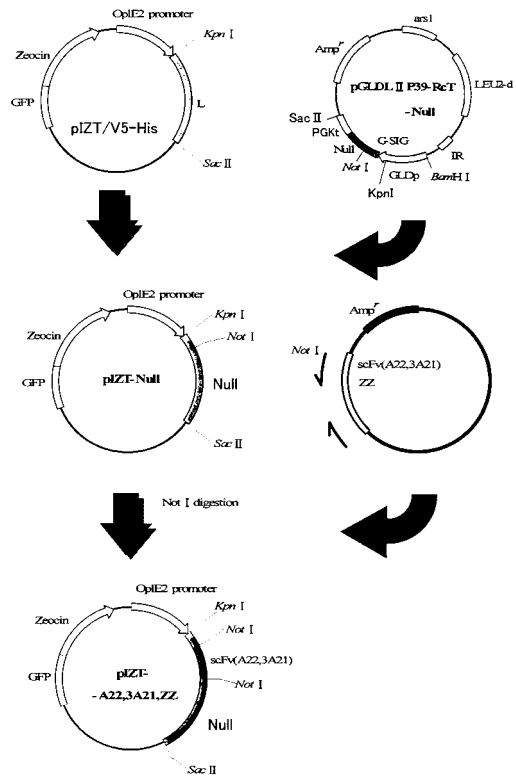 OplE2 promoter
Kpn I
Zeocin
GFP
L
pIZT/V5-His
Sac II
ars1
Amp r
LEU2-d
pGLDL II P39-RcT
-Null
Sac II
PGKt
G-SIG
Null
Not I
IR
GLDp
BamH I
KpnI
OplE2 promoter
Kpn I
Not I
Zeocin
pIZT-Null
GFP
Null
Sac II
Amp r
Not I
scFv(A22,3A21)
ZZ
Not I digestion
OplE2 promoter
Kpn I
Zeocin
Not I
scFv(A22,3A21)
pIZT-
GFP
Not I
-A22,3A21,ZZ
Null
Sac II